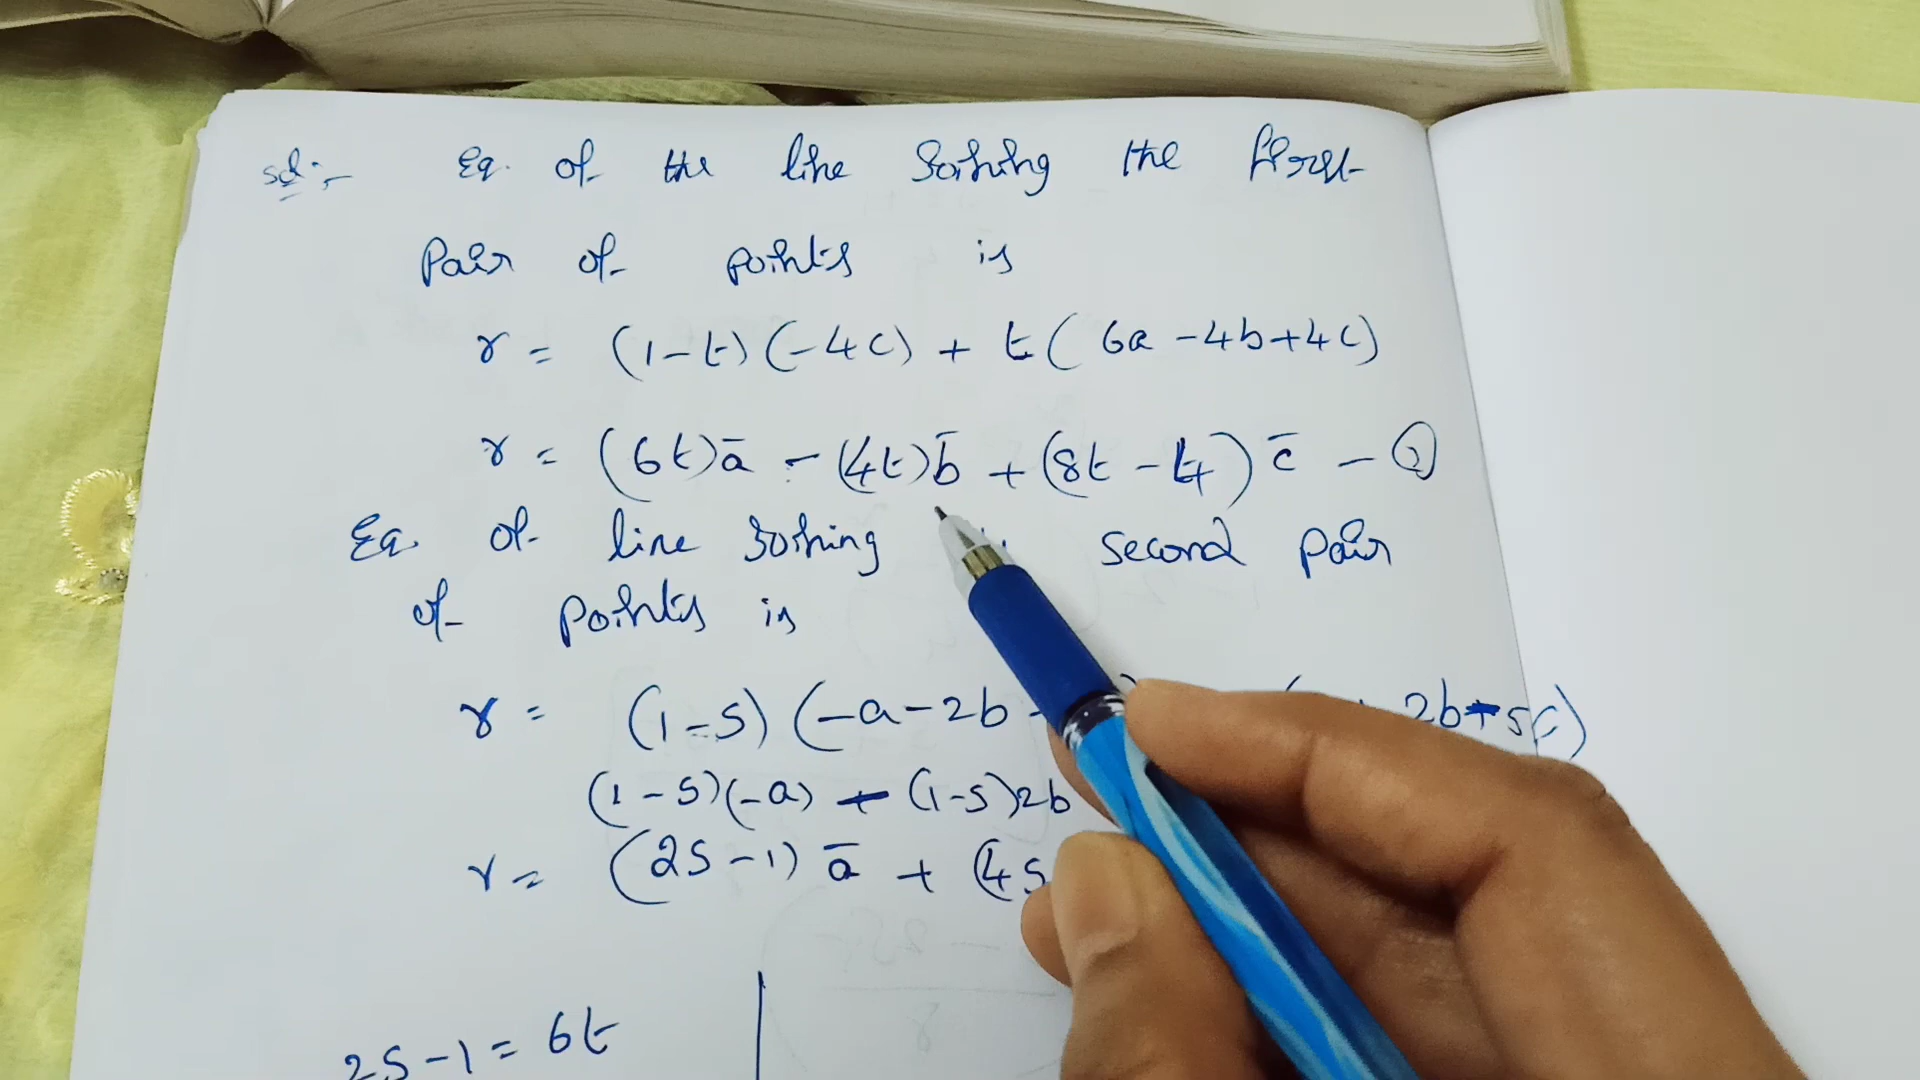 Sol:-
Eq. of the line Joining the first
Pair of points is
r = (1-t)(-4c) + t(6a-4b+4c)
r = (6t)a̅ - (4t)b̅ + (8t-4)c̅ -
Eq. of line Joining second pair
of points is
r = (1-s)(-a-2b 2b-5c)
(1-s)(-a) - (1-s)2b
r = (2s-1)a̅ + (4s
2s-1 = 6t